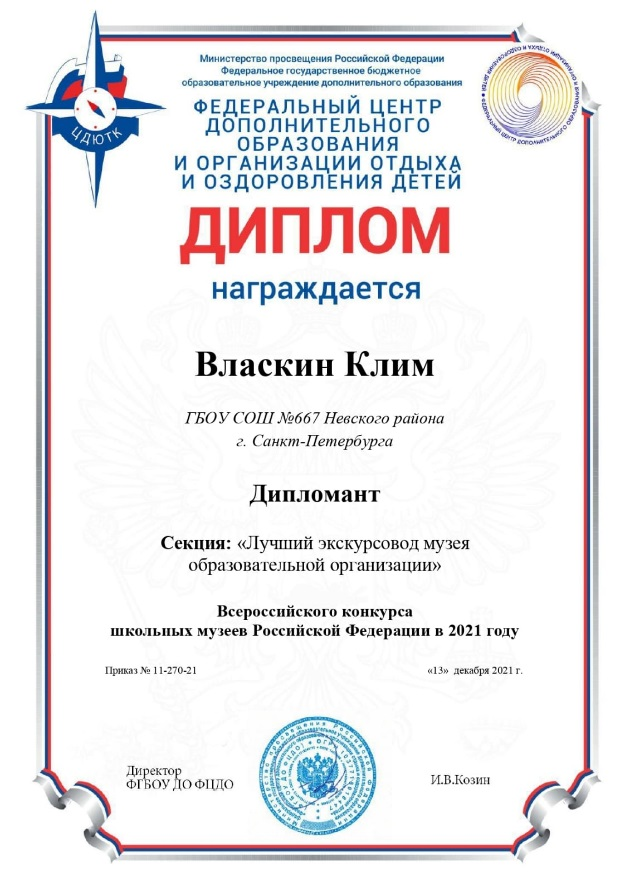 Министерство просвещения Российской Федерации
Федеральное государственное бюджетное
образовательное учреждение дополнительного образования
ФЕДЕРАЛЬНЫЙ ЦЕНТР
ДОПОЛНИТЕЛЬНОГО
ОБРАЗОВАНИЯ
И ОРГАНИЗАЦИИ ОТДЫХА
И ОЗДОРОВЛЕНИЯ ДЕТЕЙ
ЦДЮТК
ДИПЛОМ
награждается
Власкин Клим
ГБОУ СОШ №667 Невского района
г. Санкт-Петербурга
Дипломант
Секция: «Лучший экскурсовод музея
образовательной организации»
Всероссийского конкурса
школьных музеев Российской Федерации в 2021 году
Приказ № 11-270-21 «13» декабря 2021 г.
Директор
ФГБОУ ДО ФЦДО
И.В.Козин